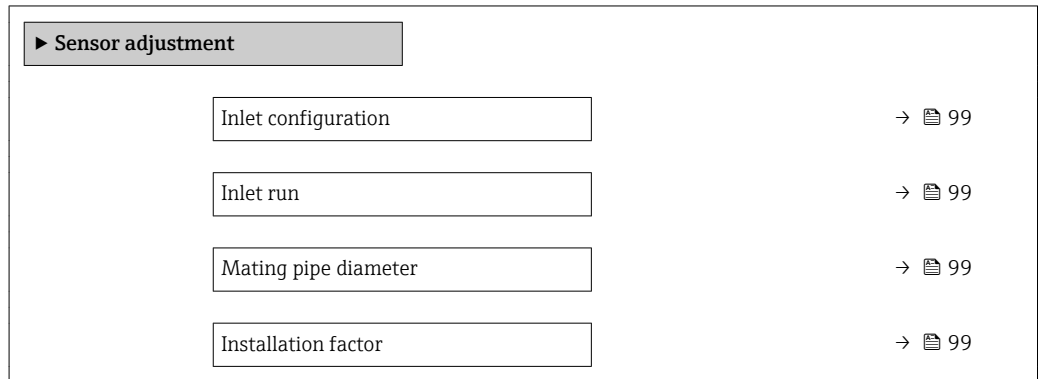 ▶ Sensor adjustment
Inlet configuration → 99
Inlet run → 99
Mating pipe diameter → 99
Installation factor → 99